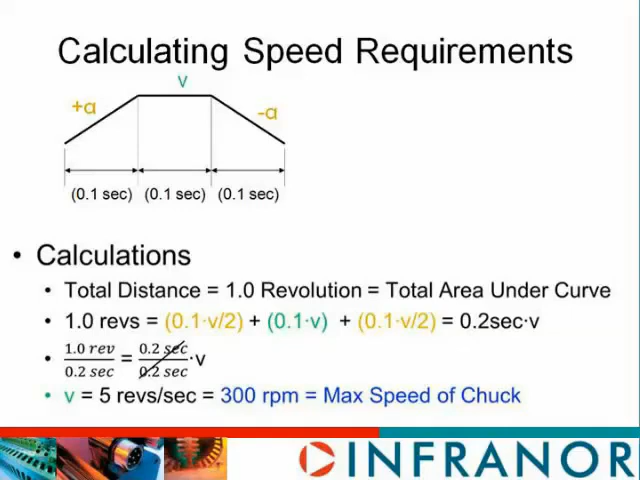 Calculating Speed Requirements
v
+α
-α
(0.1 sec) (0.1 sec) (0.1 sec)
• Calculations
• Total Distance = 1.0 Revolution = Total Area Under Curve
• 1.0 revs = (0.1·v/2) + (0.1·v) + (0.1·v/2) = 0.2sec·v
• 1.0 rev / 0.2 sec = 0.2 sec / 0.2 sec ·v
• v = 5 revs/sec = 300 rpm = Max Speed of Chuck
INFRANOR